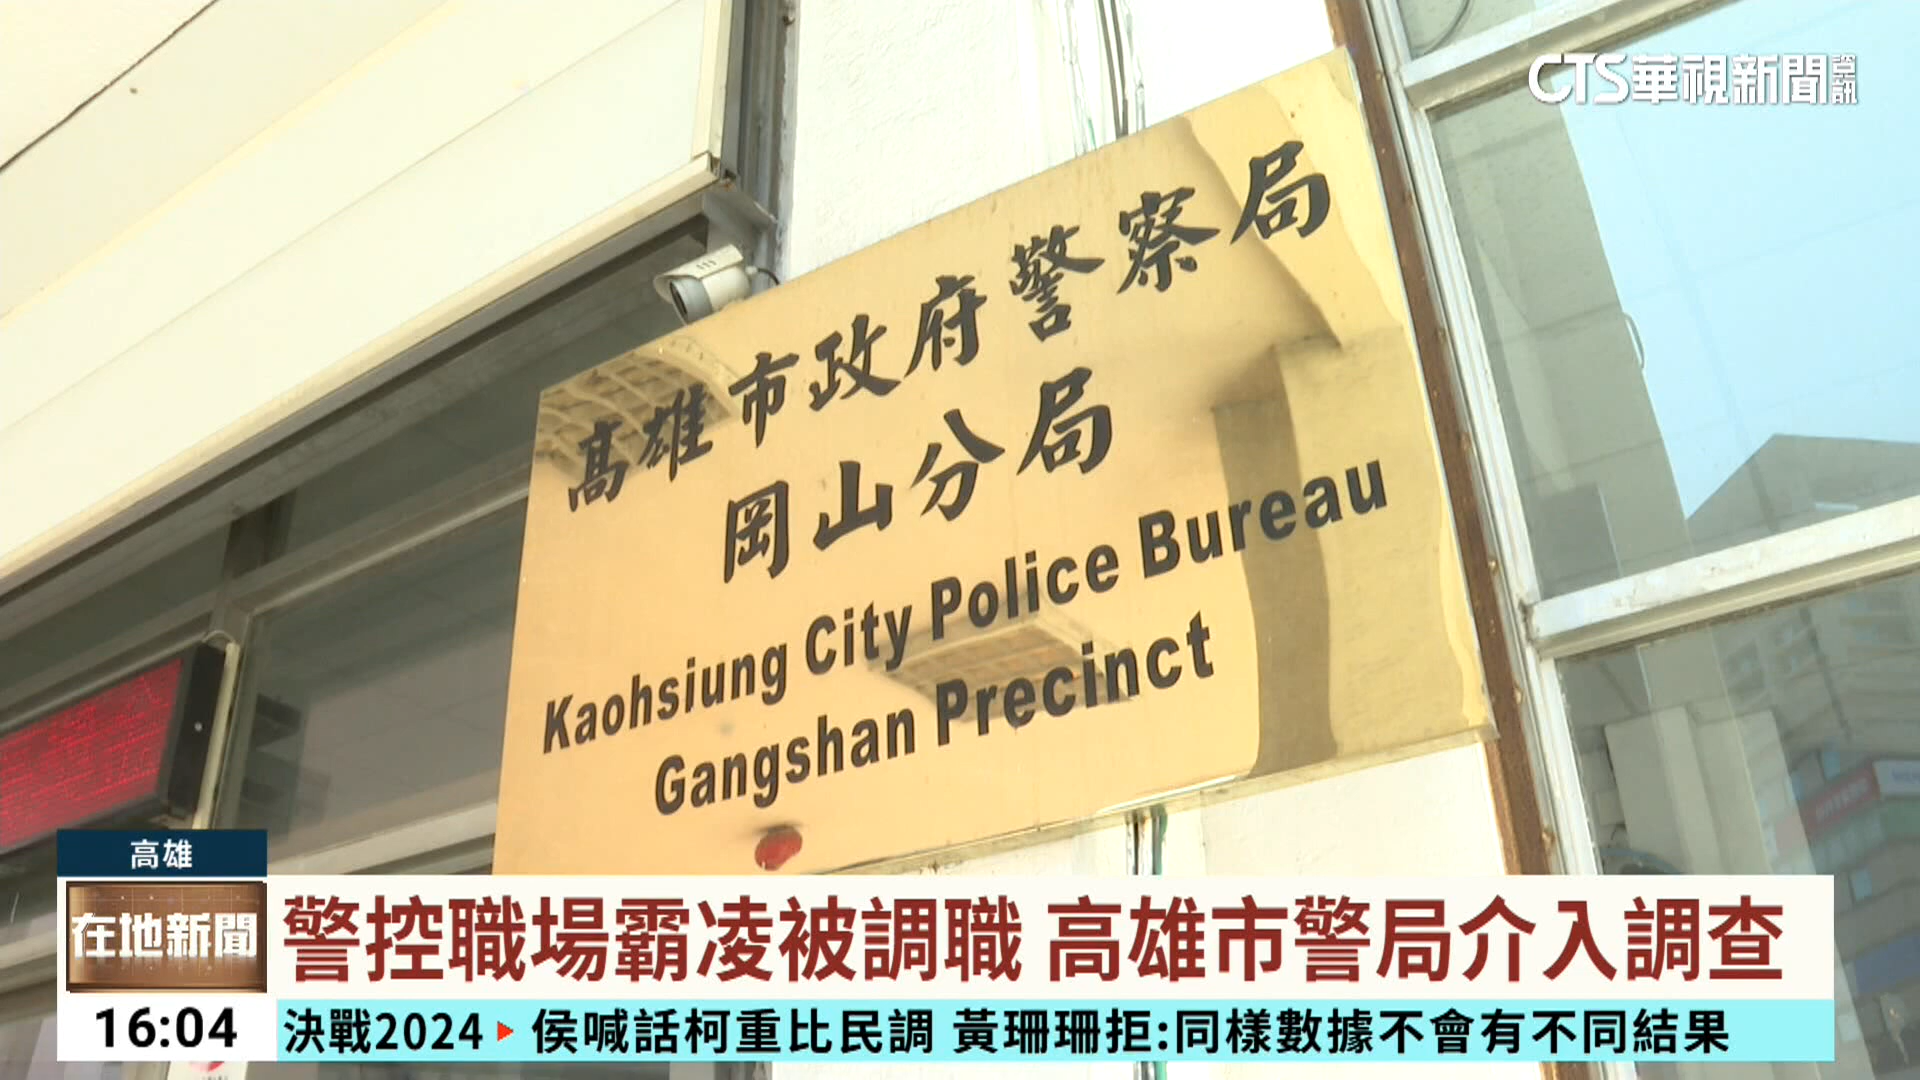 CTS華視新聞資訊
高雄市政府警察局
岡山分局
Kaohsiung City Police Bureau
Gangshan Precinct
高雄
在地新聞
警控職場霸凌被調職 高雄市警局介入調查
16:04
決戰2024▸侯喊話柯重比民調 黃珊珊拒:同樣數據不會有不同結果